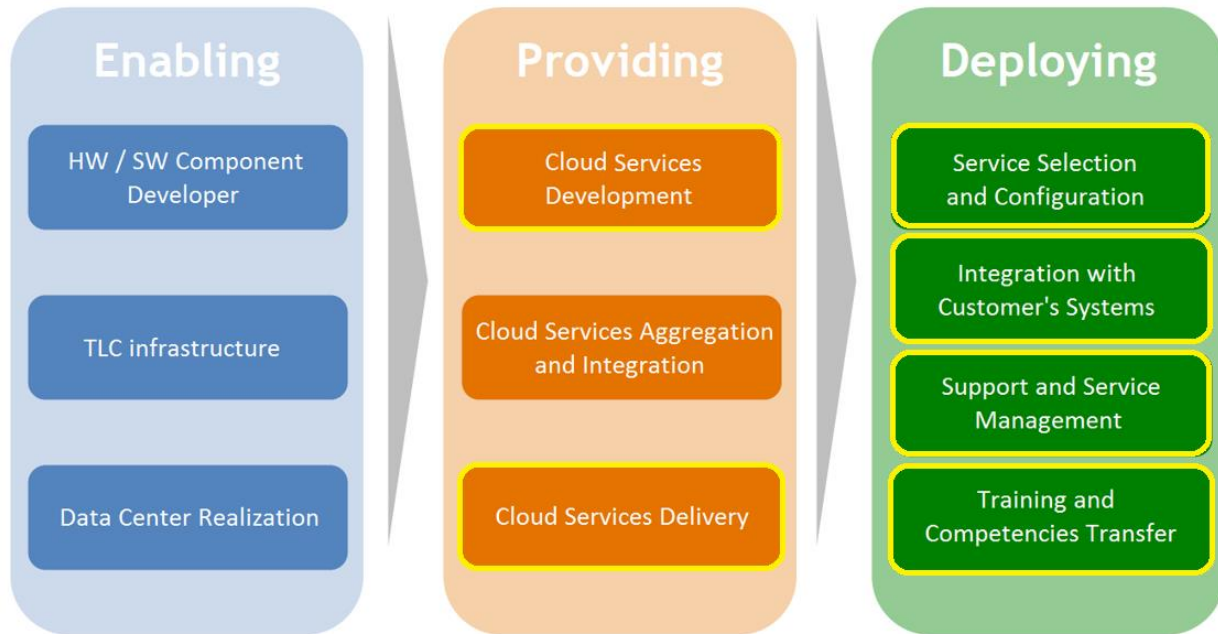 Enabling
HW / SW Component
Developer
TLC infrastructure
Data Center Realization
Providing
Cloud Services
Development
Cloud Services Aggregation
and Integration
Cloud Services Delivery
Deploying
Service Selection
and Configuration
Integration with
Customer's Systems
Support and Service
Management
Training and
Competencies Transfer